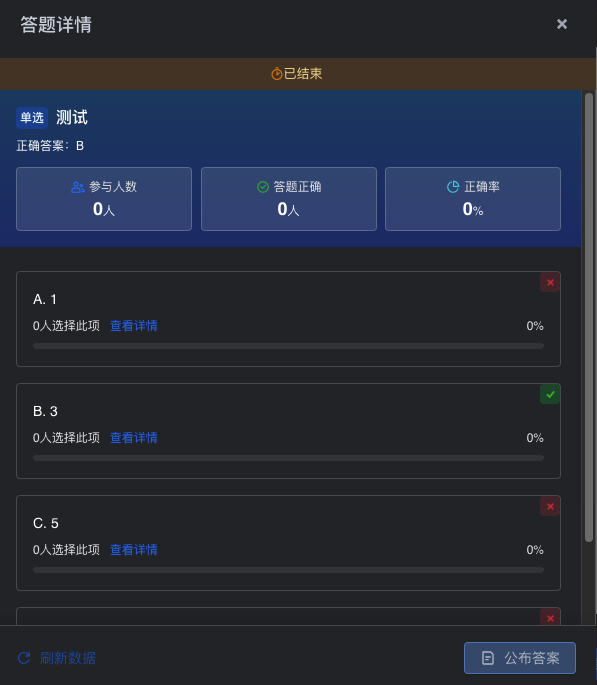 答题详情
已结束
单选 测试
正确答案：B
参与人数 答题正确 正确率
0人 0人 0%
A. 1
0人选择此项 查看详情 0%
B. 3
0人选择此项 查看详情 0%
C. 5
0人选择此项 查看详情 0%
刷新数据 公布答案